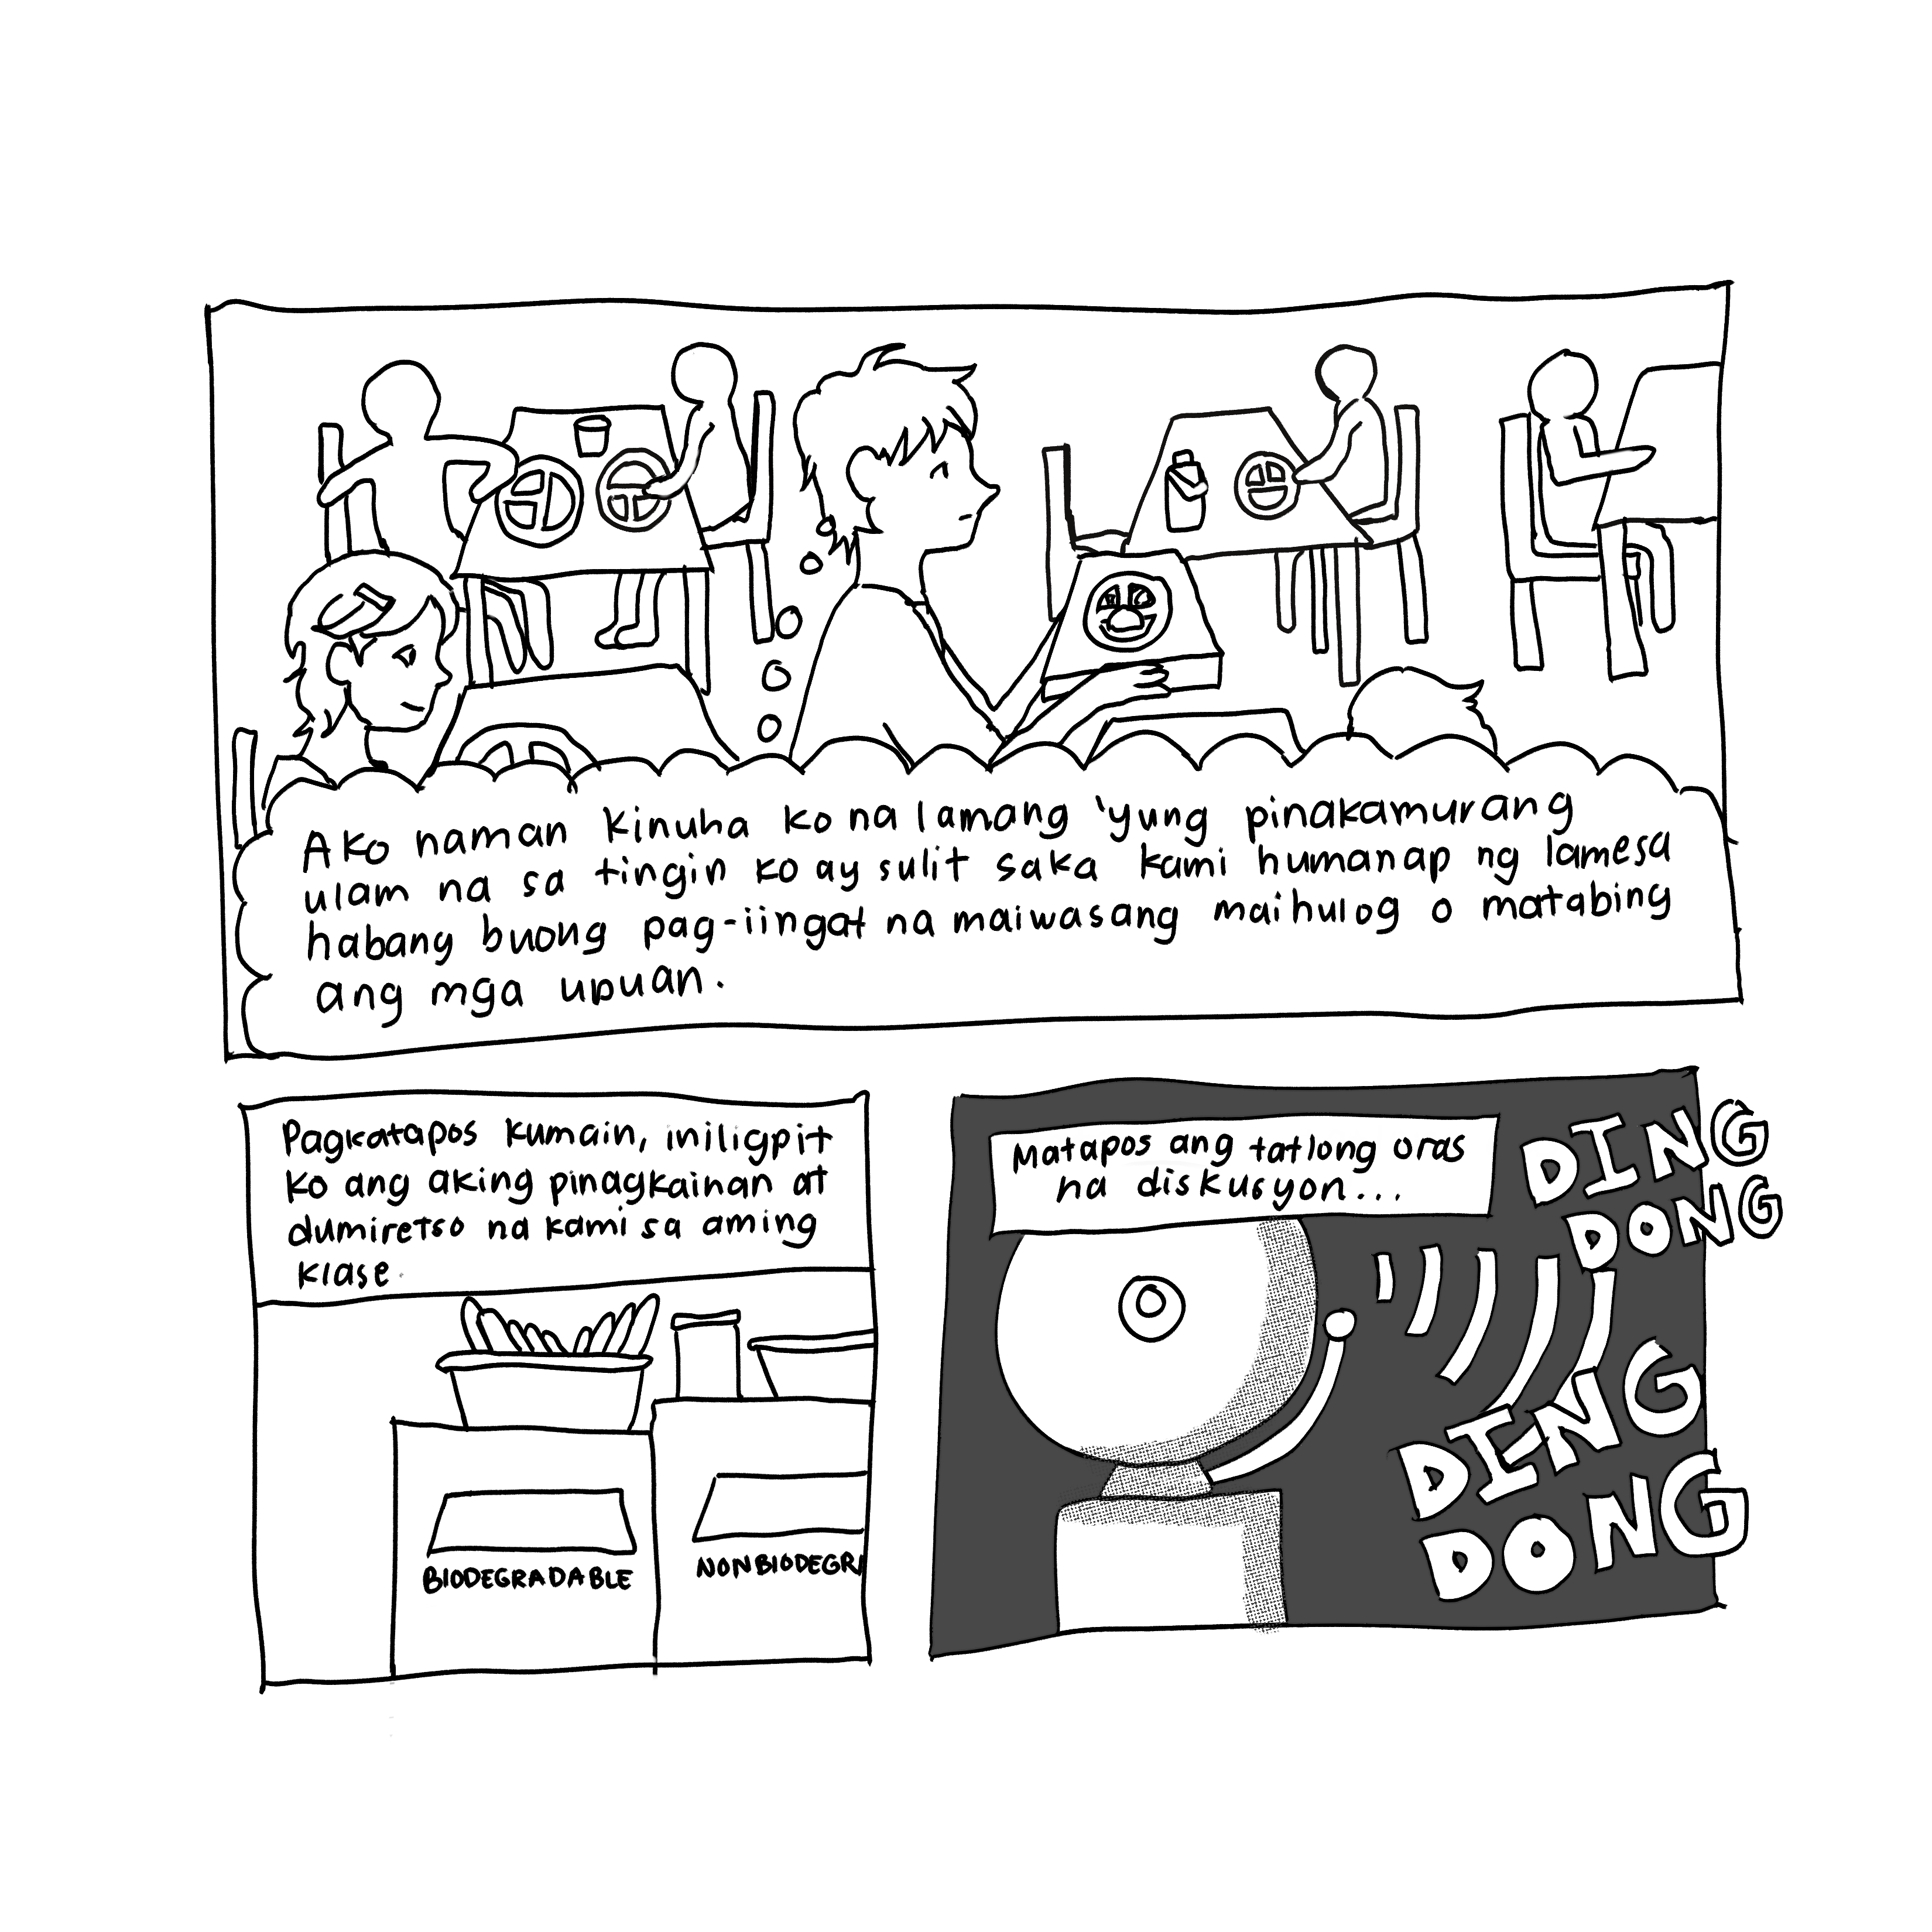 Ako naman kinuha ko na lamang 'yung pinakamurang
ulam na sa tingin ko ay sulit saka kami humanap ng lamesa
habang buong pag-iingat na maiwasang maihulog o matabing
ang mga upuan.
Pagkatapos kumain, iniligpit
ko ang aking pinagkainan at
dumiretso na kami sa aming
klase.
BIODEGRADABLE
NONBIODEGRA
Matapos ang tatlong oras
na diskusyon...
DING
DONG
DING
DONG